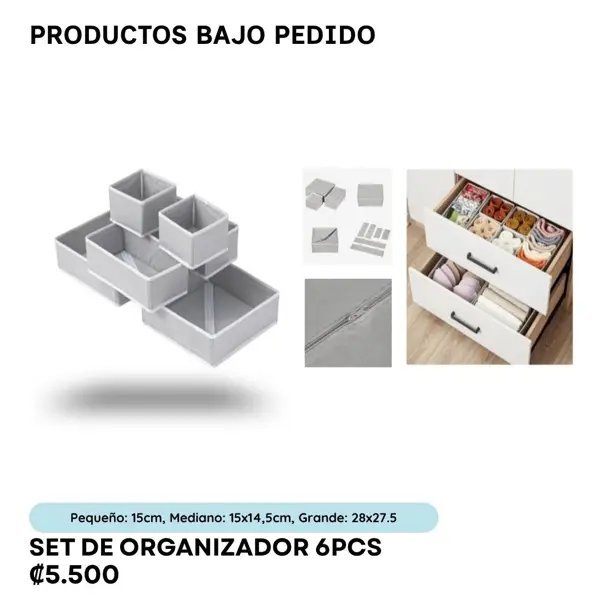 PRODUCTOS BAJO PEDIDO
Pequeño: 15cm, Mediano: 15x14,5cm, Grande: 28x27.5
SET DE ORGANIZADOR 6PCS
₡5.500